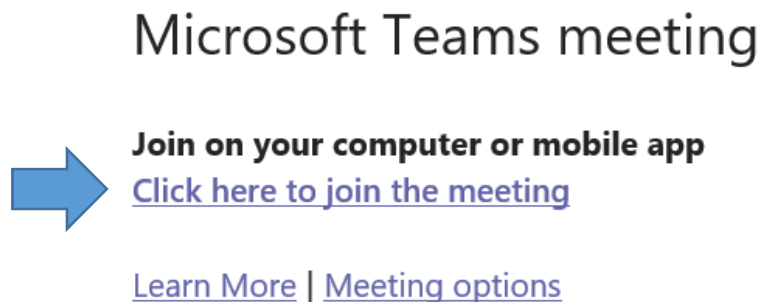 Microsoft Teams meeting
Join on your computer or mobile app
Click here to join the meeting
Learn More | Meeting options